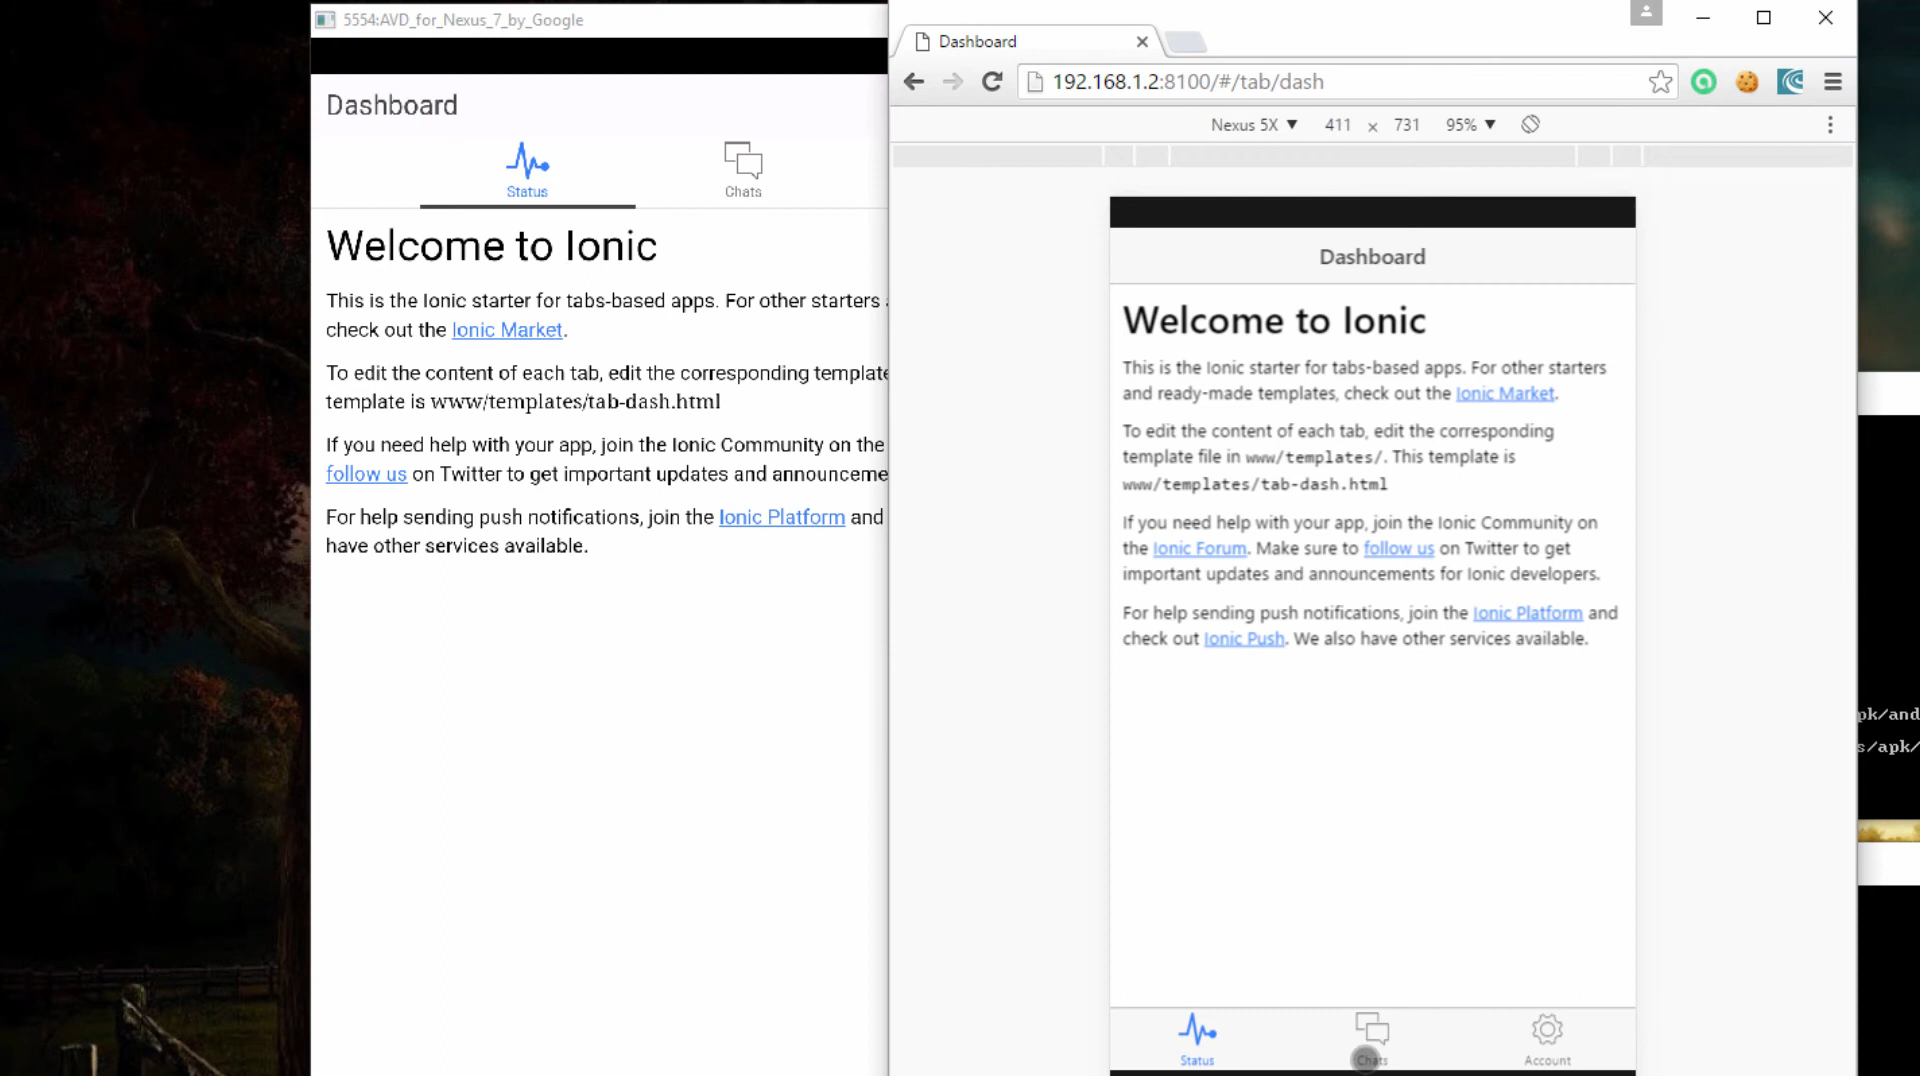 5554:AVD_for_Nexus_7_by_Google
Dashboard
Status
Chats
Welcome to Ionic
This is the Ionic starter for tabs-based apps. For other starters
check out the Ionic Market.
To edit the content of each tab, edit the corresponding template
template is www/templates/tab-dash.html
If you need help with your app, join the Ionic Community on the
follow us on Twitter to get important updates and announceme
For help sending push notifications, join the Ionic Platform and
have other services available.
Dashboard
192.168.1.2:8100/#/tab/dash
Nexus 5X ▼ 411 x 731 95% ▼
Dashboard
Welcome to Ionic
This is the Ionic starter for tabs-based apps. For other starters
and ready-made templates, check out the Ionic Market.
To edit the content of each tab, edit the corresponding
template file in www/templates/. This template is
www/templates/tab-dash.html
If you need help with your app, join the Ionic Community on
the Ionic Forum. Make sure to follow us on Twitter to get
important updates and announcements for Ionic developers.
For help sending push notifications, join the Ionic Platform and
check out Ionic Push. We also have other services available.
Status
Chats
Account
pk/and
s/apk/